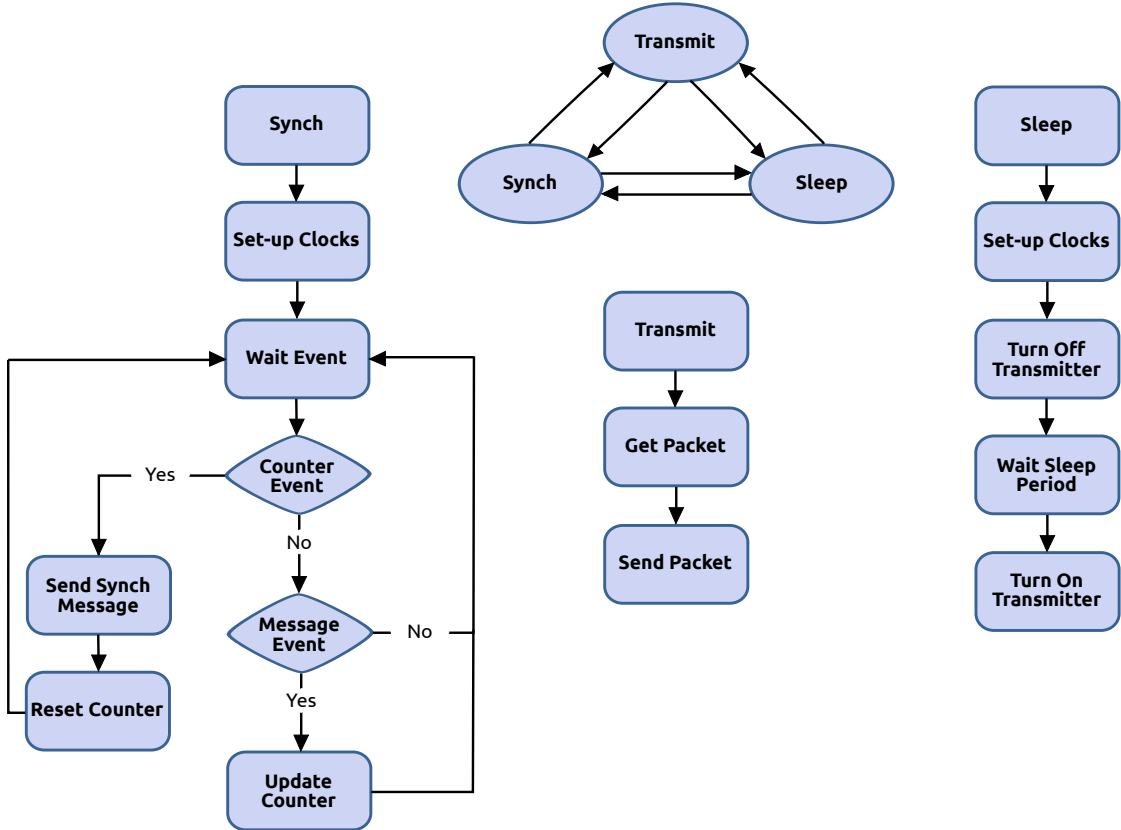 Transmit
Synch
Sleep
Synch
Set-up Clocks
Wait Event
Counter
Event
Yes
No
Send Synch
Message
Message
Event
No
Reset Counter
Yes
Update
Counter
Transmit
Get Packet
Send Packet
Sleep
Set-up Clocks
Turn Off
Transmitter
Wait Sleep
Period
Turn On
Transmitter